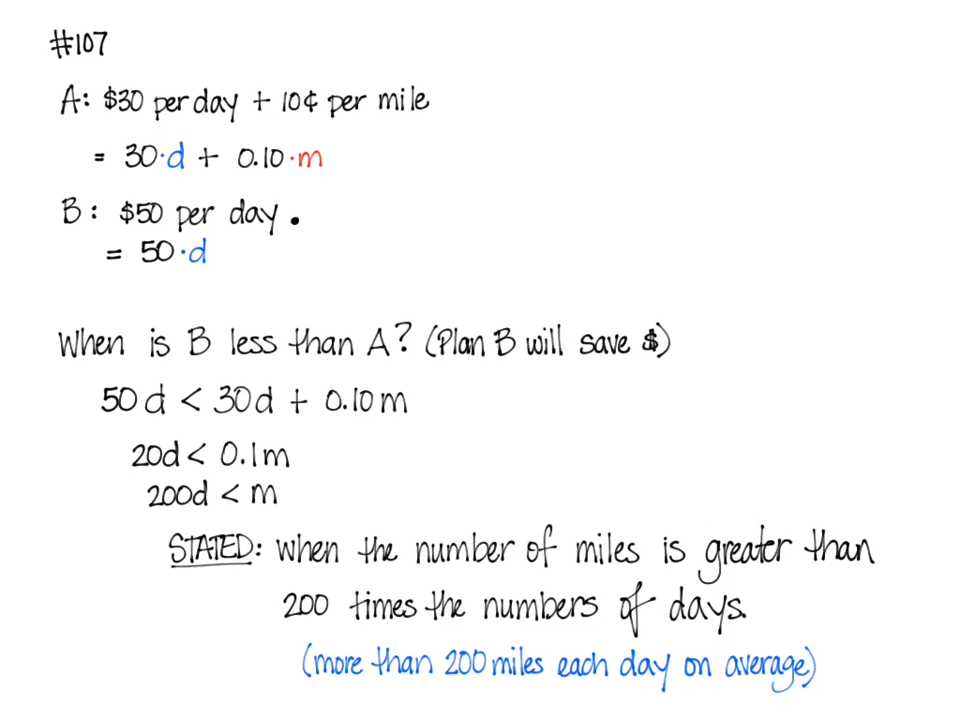 #107
A: $30 per day + 10¢ per mile
= 30·d + 0.10·m
B: $50 per day.
= 50·d
When is B less than A? (Plan B will save $)
50d < 30d + 0.10m
20d < 0.1m
200d < m
STATED: when the number of miles is greater than
200 times the numbers of days.
(more than 200 miles each day on average)